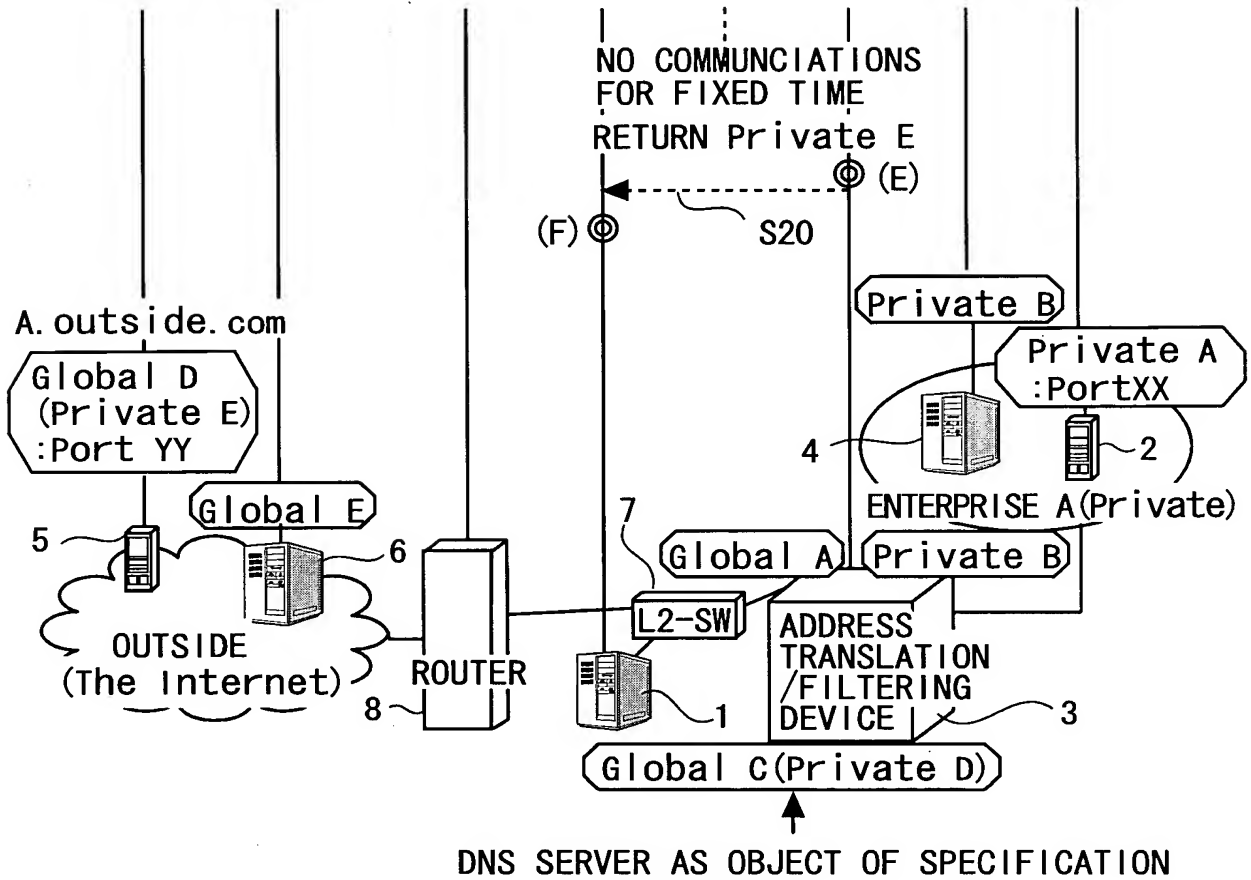 NO COMMUNCIATIONS
FOR FIXED TIME
RETURN Private E
(E)
S20
(F)
Private B
A.outside.com
Global D
(Private E)
:Port YY
Private A
:PortXX
4
2
ENTERPRISE A(Private)
Global E
5
6
7
Global A
Private B
L2-SW
ADDRESS
TRANSLATION
/FILTERING
DEVICE
OUTSIDE
(The Internet)
ROUTER
8
1
3
Global C(Private D)
DNS SERVER AS OBJECT OF SPECIFICATION